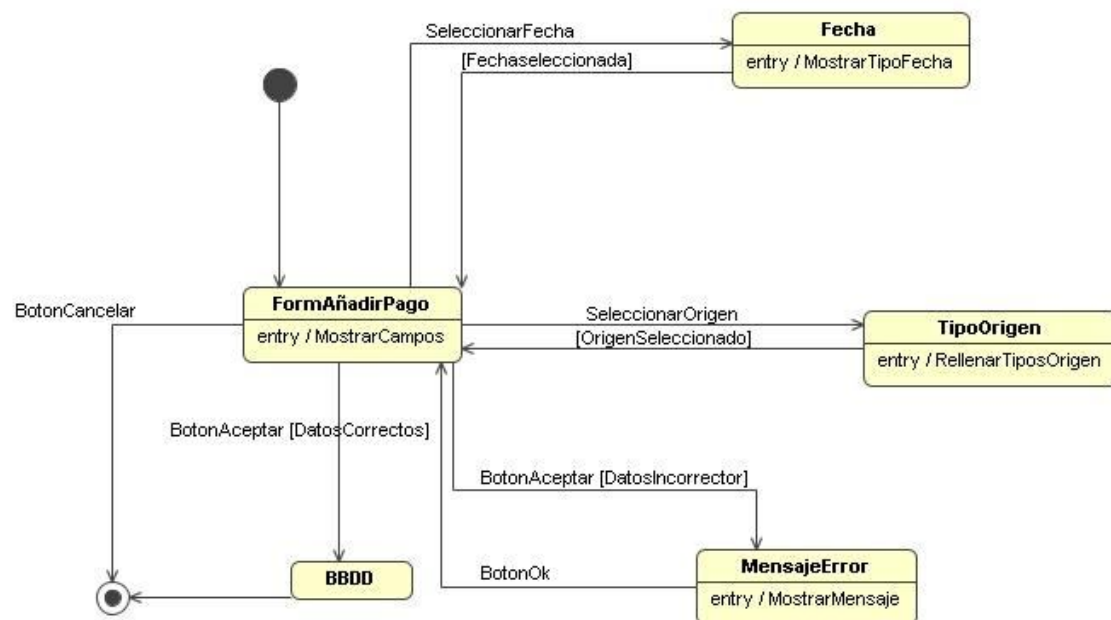 Fecha
SeleccionarFecha
[Fechaseleccionada]
entry / MostrarTipoFecha
FormAñadirPago
BotonCancelar
SeleccionarOrigen
TipoOrigen
entry / MostrarCampos
[OrigenSeleccionado]
entry / RellenarTiposOrigen
BotonAceptar [DatosCorrectos]
BotonAceptar [DatosIncorrector]
MensajeError
BBDD
BotonOk
entry / MostrarMensaje